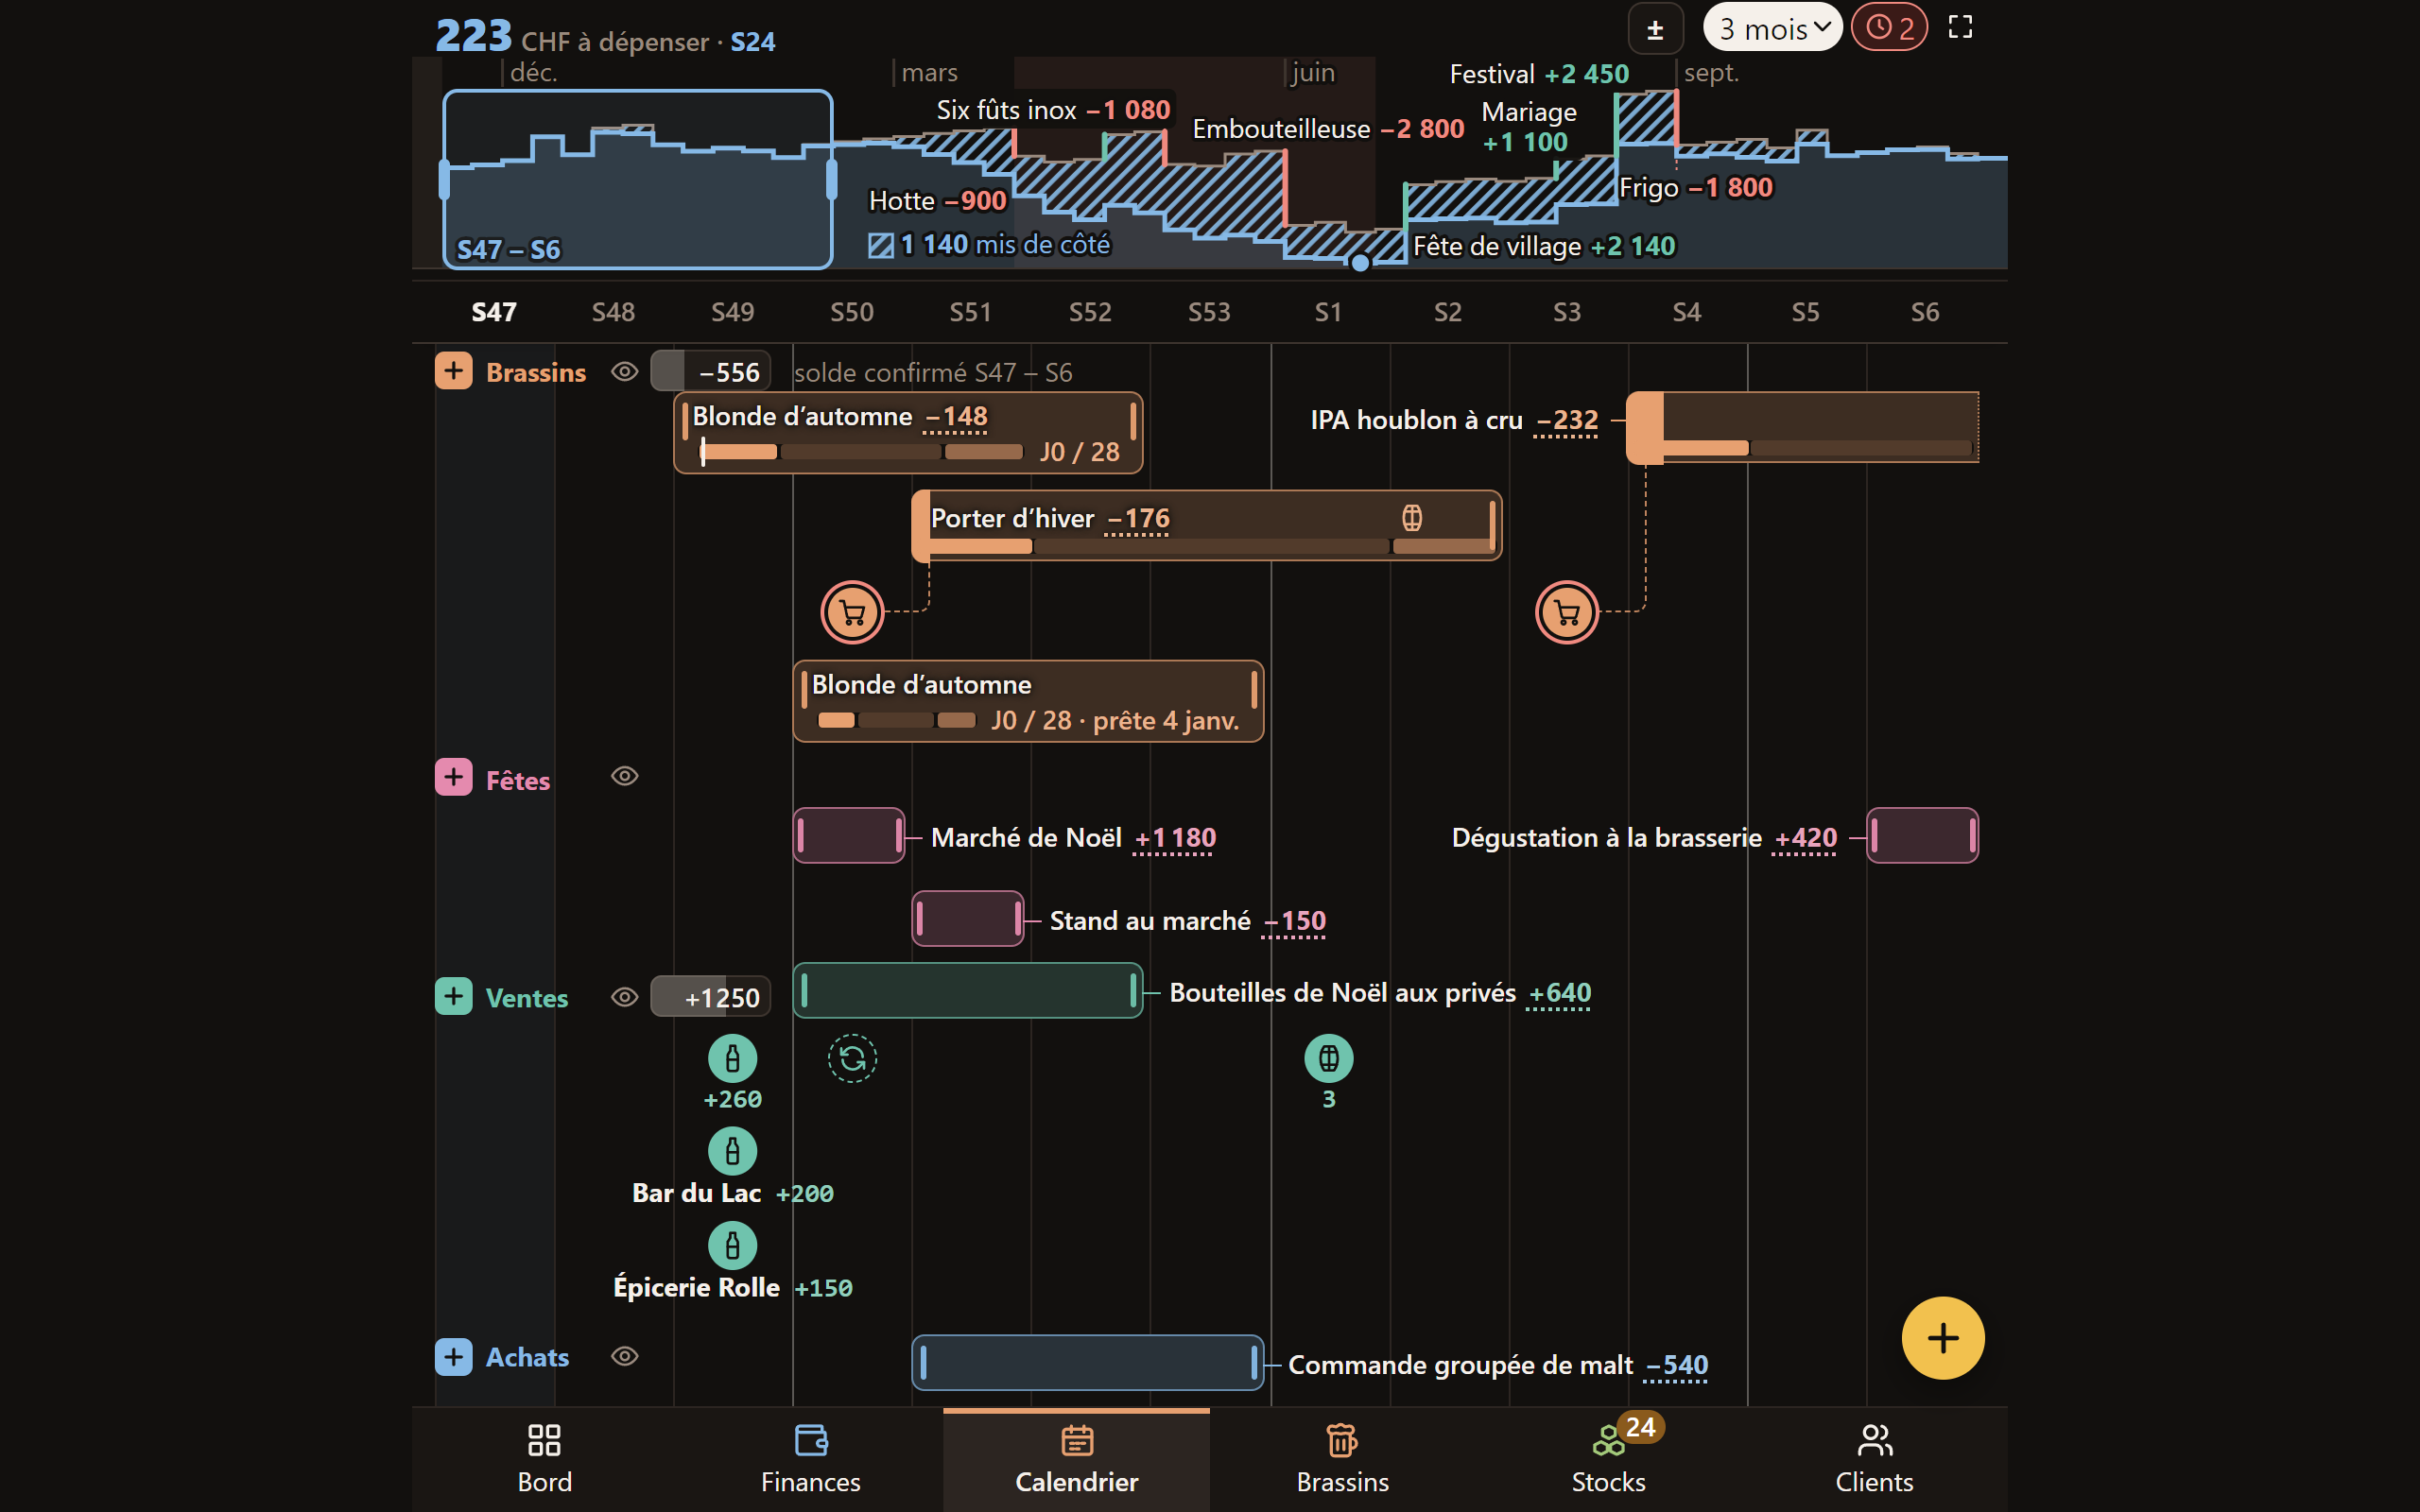 223 CHF à dépenser · S24
±
3 mois
2
déc.
mars
juin
sept.
Festival +2 450
Six fûts inox −1 080
Mariage
+1 100
Embouteilleuse −2 800
Hotte −900
Frigo −1 800
1 140 mis de côté
Fête de village +2 140
S47 – S6
S47 S48 S49 S50 S51 S52 S53 S1 S2 S3 S4 S5 S6
Brassins −556 solde confirmé S47 – S6
Blonde d’automne −148
J0 / 28
IPA houblon à cru −232
Porter d’hiver −176
Blonde d’automne
J0 / 28 · prête 4 janv.
Fêtes
Marché de Noël +1 180
Dégustation à la brasserie +420
Stand au marché −150
Ventes +1250
Bouteilles de Noël aux privés +640
+260
3
Bar du Lac +200
Épicerie Rolle +150
Achats
Commande groupée de malt −540
Bord
Finances
Calendrier
Brassins
24
Stocks
Clients